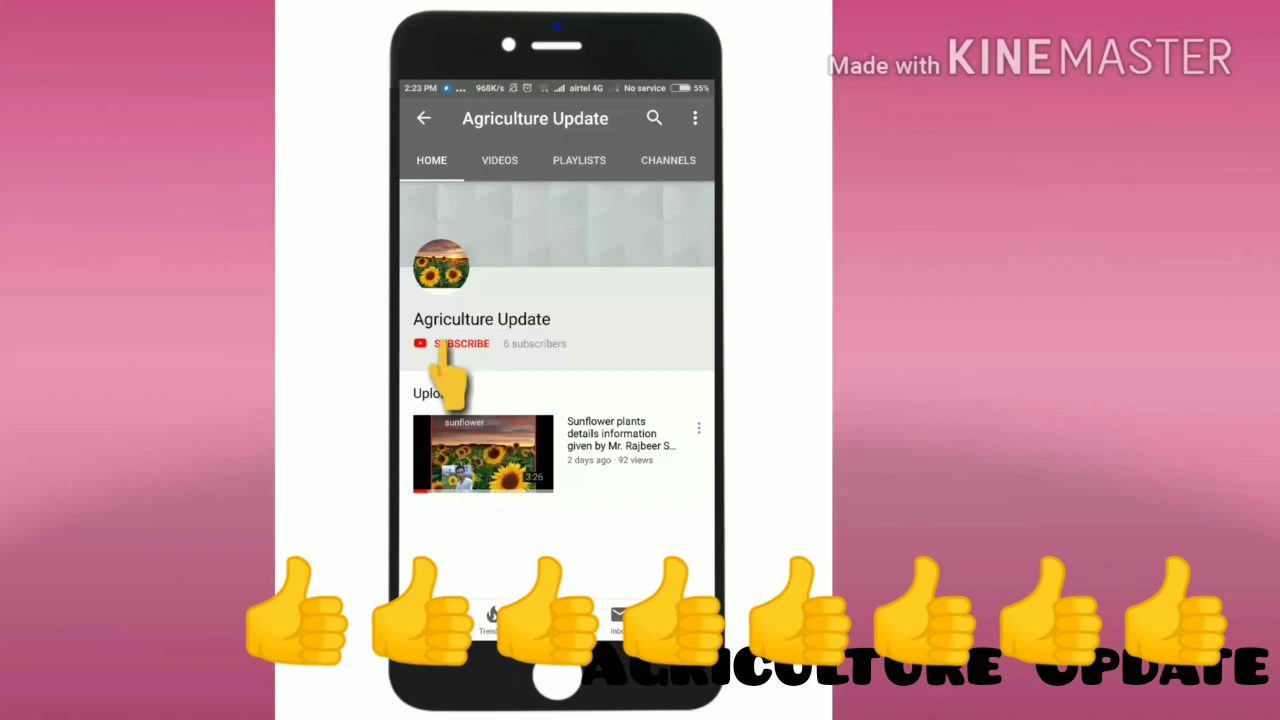 Made with KINEMASTER
2:23 PM ... 968K/s airtel 4G No service 55%
Agriculture Update
HOME VIDEOS PLAYLISTS CHANNELS
Agriculture Update
SUBSCRIBE 6 subscribers
sunflower
Sunflower plants
details information
given by Mr. Rajbeer S...
2 days ago · 92 views
3:26
AGRICULTURE UPDATE